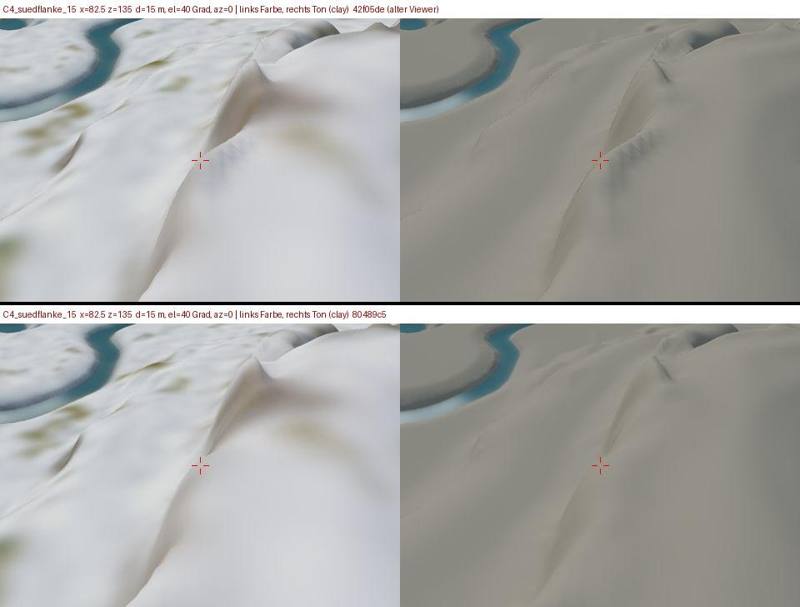 C4_suedflanke_15 x=82.5 z=135 d=15 m, el=40 Grad, az=0 | links Farbe, rechts Ton (clay) 42f05de (alter Viewer)
C4_suedflanke_15 x=82.5 z=135 d=15 m, el=40 Grad, az=0 | links Farbe, rechts Ton (clay) 80489c5